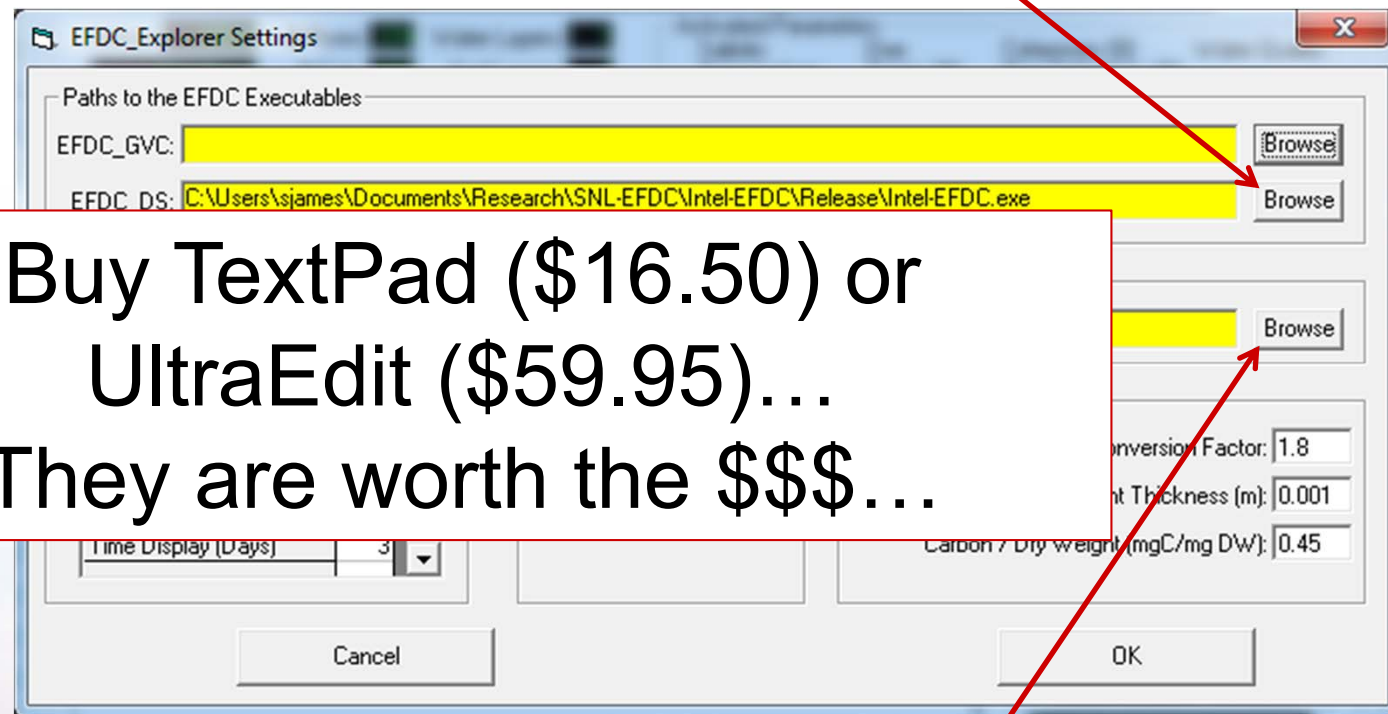 EFDC_Explorer Settings
Paths to the EFDC Executables
EFDC_GVC:
Browse
EFDC_DS: C:\Users\sjames\Documents\Research\SNL-EFDC\Intel-EFDC\Release\Intel-EFDC.exe
Browse
Browse
Buy TextPad ($16.50) or
UltraEdit ($59.95)…
They are worth the $$$…
Factor: 1.8
Thickness (m): 0.001
Time Display (Days) 3
Carbon / Dry Weight (mgC/mg DW): 0.45
Cancel
OK